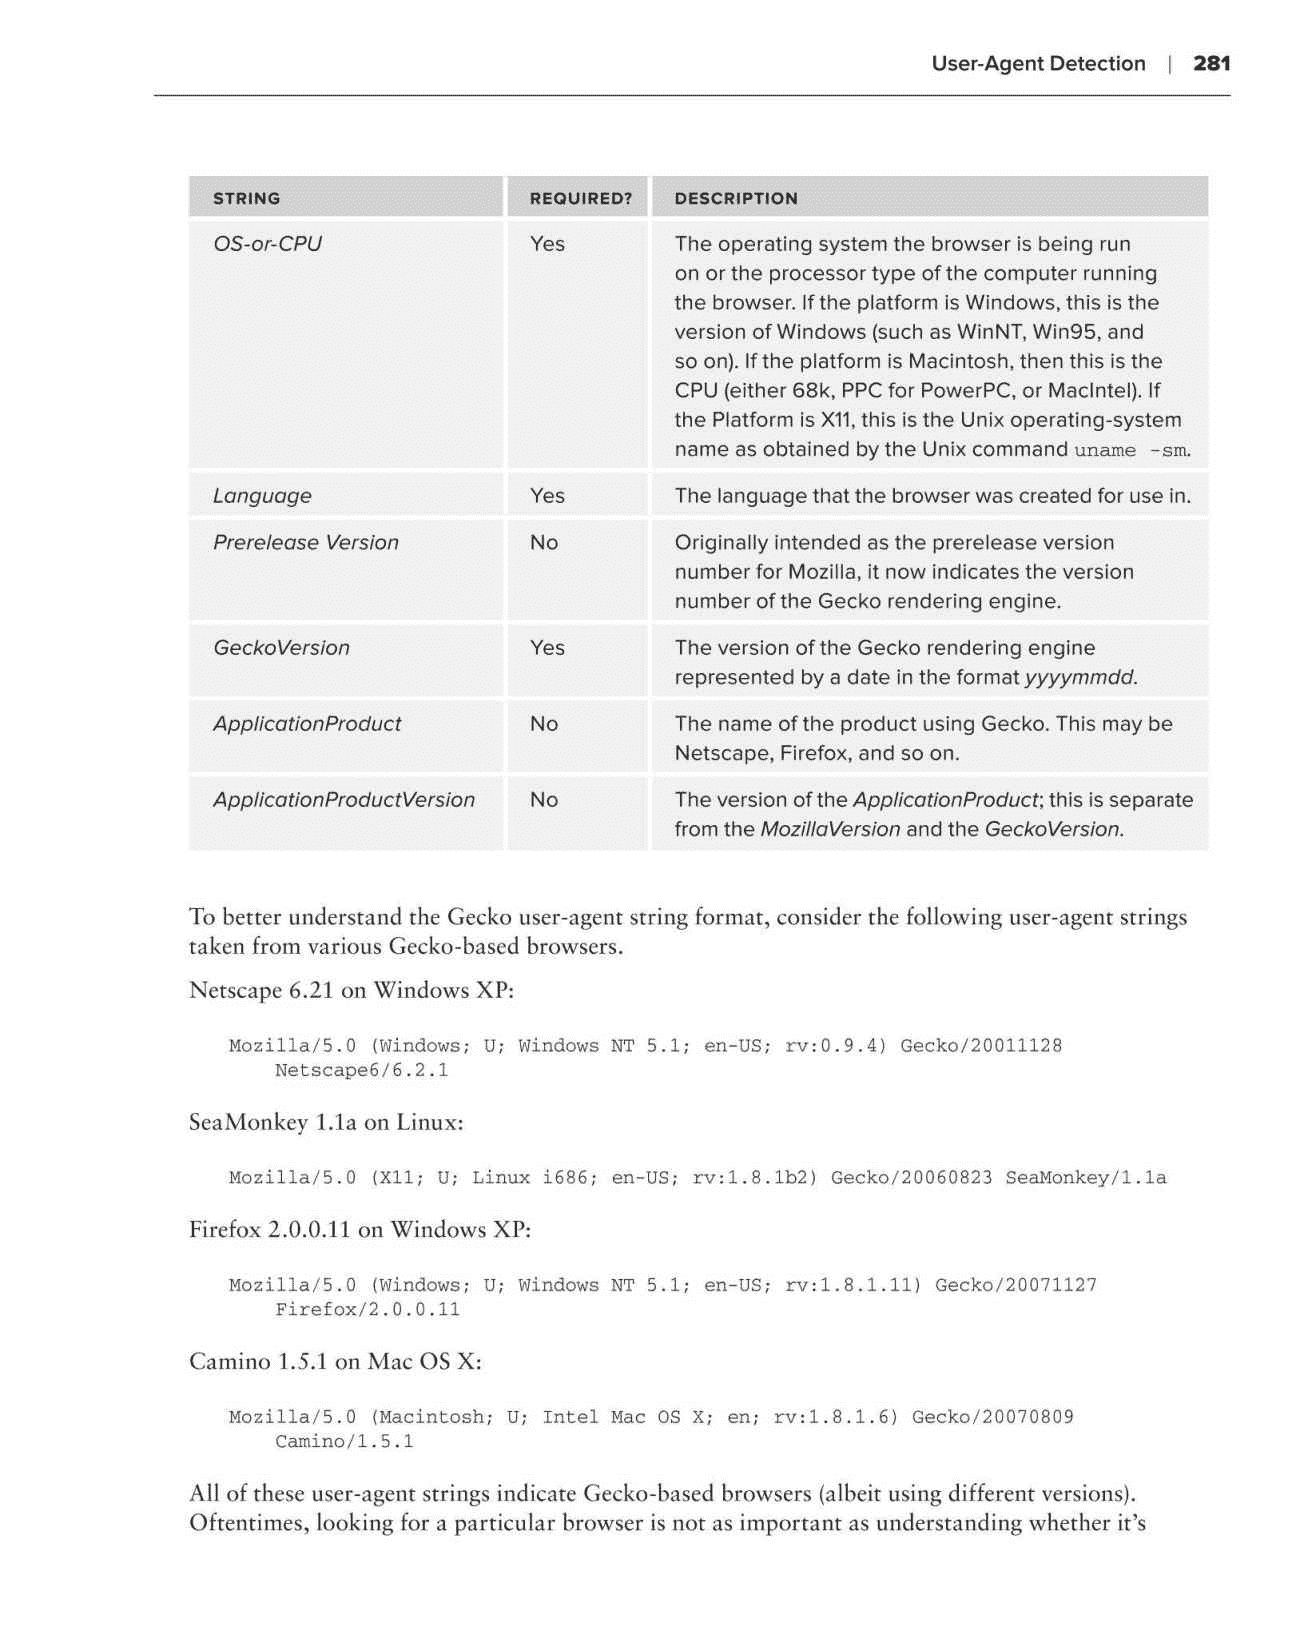 User-Agent Detection | 281
STRING REQUIRED? DESCRIPTION
OS-or-CPU Yes The operating system the browser is being run
on or the processor type of the computer running
the browser. If the platform is Windows, this is the
version of Windows (such as WinNT, Win95, and
so on). If the platform is Macintosh, then this is the
CPU (either 68k, PPC for PowerPC, or MacIntel). If
the Platform is X11, this is the Unix operating-system
name as obtained by the Unix command uname -sm.
Language Yes The language that the browser was created for use in.
Prerelease Version No Originally intended as the prerelease version
number for Mozilla, it now indicates the version
number of the Gecko rendering engine.
GeckoVersion Yes The version of the Gecko rendering engine
represented by a date in the format yyyymmdd.
ApplicationProduct No The name of the product using Gecko. This may be
Netscape, Firefox, and so on.
ApplicationProductVersion No The version of the ApplicationProduct; this is separate
from the MozillaVersion and the GeckoVersion.
To better understand the Gecko user-agent string format, consider the following user-agent strings
taken from various Gecko-based browsers.
Netscape 6.21 on Windows XP:
Mozilla/5.0 (Windows; U; Windows NT 5.1; en-US; rv:0.9.4) Gecko/20011128
Netscape6/6.2.1
SeaMonkey 1.1a on Linux:
Mozilla/5.0 (X11; U; Linux i686; en-US; rv:1.8.1b2) Gecko/20060823 SeaMonkey/1.1a
Firefox 2.0.0.11 on Windows XP:
Mozilla/5.0 (Windows; U; Windows NT 5.1; en-US; rv:1.8.1.11) Gecko/20071127
Firefox/2.0.0.11
Camino 1.5.1 on Mac OS X:
Mozilla/5.0 (Macintosh; U; Intel Mac OS X; en; rv:1.8.1.6) Gecko/20070809
Camino/1.5.1
All of these user-agent strings indicate Gecko-based browsers (albeit using different versions).
Oftentimes, looking for a particular browser is not as important as understanding whether it's